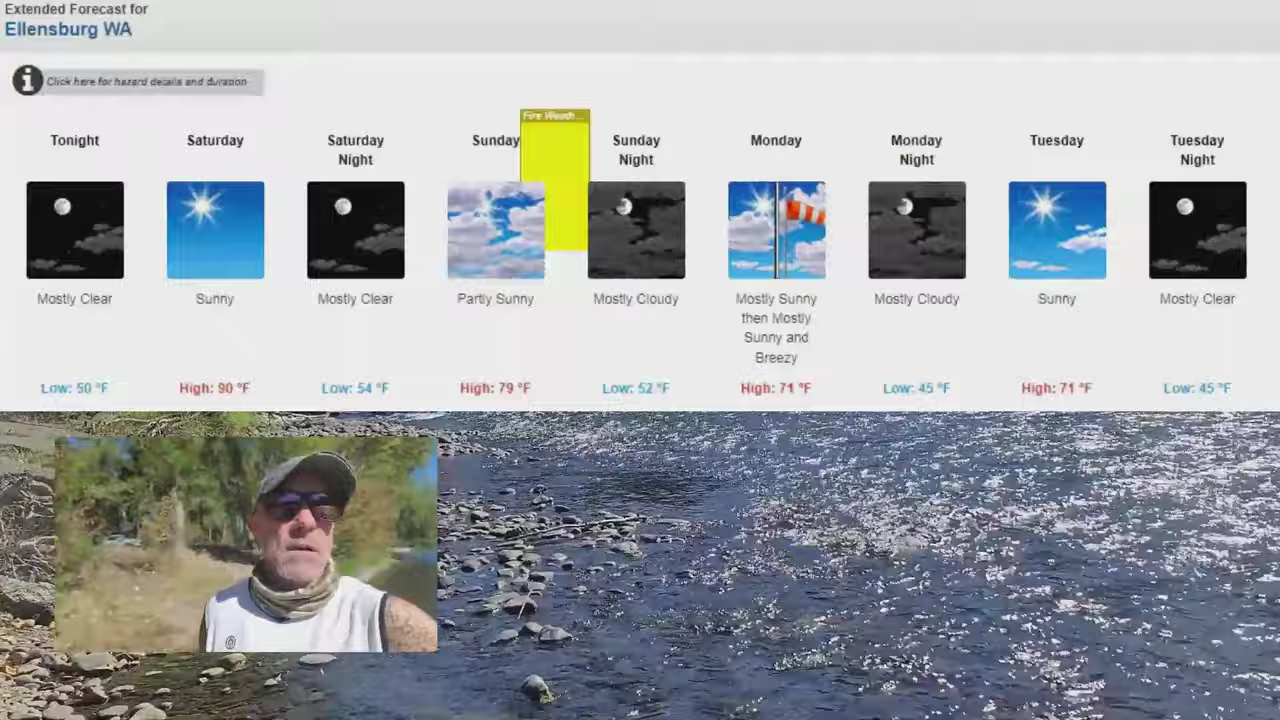 Extended Forecast for
Ellensburg WA
Click here for hazard details and duration
Fire Weath...
Tonight
Saturday
Saturday
Night
Sunday
Sunday
Night
Monday
Monday
Night
Tuesday
Tuesday
Night
Mostly Clear
Sunny
Mostly Clear
Partly Sunny
Mostly Cloudy
Mostly Sunny
then Mostly
Sunny and
Breezy
Mostly Cloudy
Sunny
Mostly Clear
Low: 50 °F
High: 90 °F
Low: 54 °F
High: 79 °F
Low: 52 °F
High: 71 °F
Low: 45 °F
High: 71 °F
Low: 45 °F